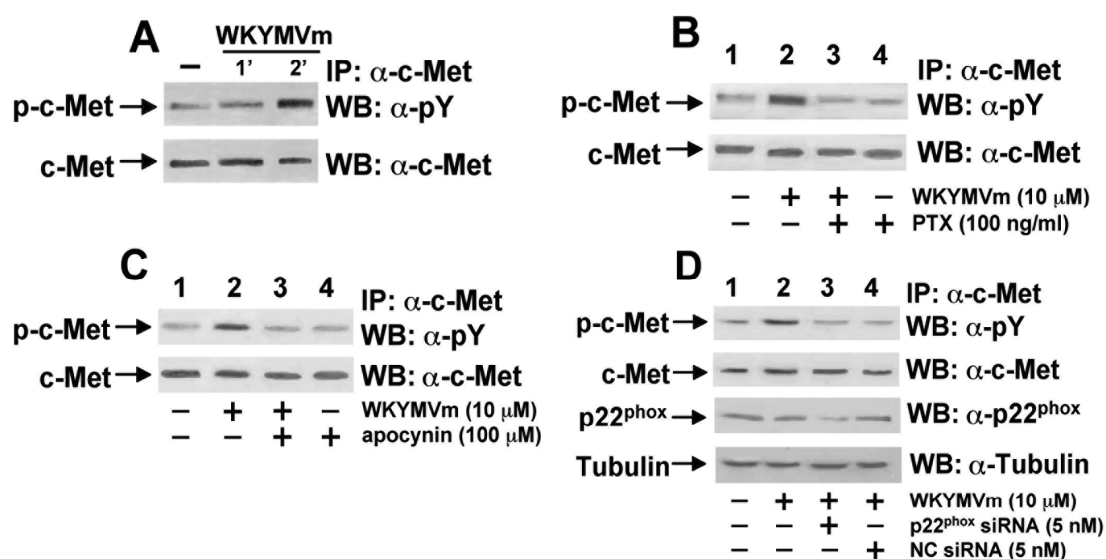 A
WKYMVm
– 1' 2' IP: α-c-Met
p-c-Met WB: α-pY
c-Met WB: α-c-Met
B
1 2 3 4 IP: α-c-Met
p-c-Met WB: α-pY
c-Met WB: α-c-Met
– + + – WKYMVm (10 μM)
– – + + PTX (100 ng/ml)
C
1 2 3 4 IP: α-c-Met
p-c-Met WB: α-pY
c-Met WB: α-c-Met
– + + – WKYMVm (10 μM)
– – + + apocynin (100 μM)
D
1 2 3 4 IP: α-c-Met
p-c-Met WB: α-pY
c-Met WB: α-c-Met
p22phox WB: α-p22phox
Tubulin WB: α-Tubulin
– + + + WKYMVm (10 μM)
– – + – p22phox siRNA (5 nM)
– – – + NC siRNA (5 nM)